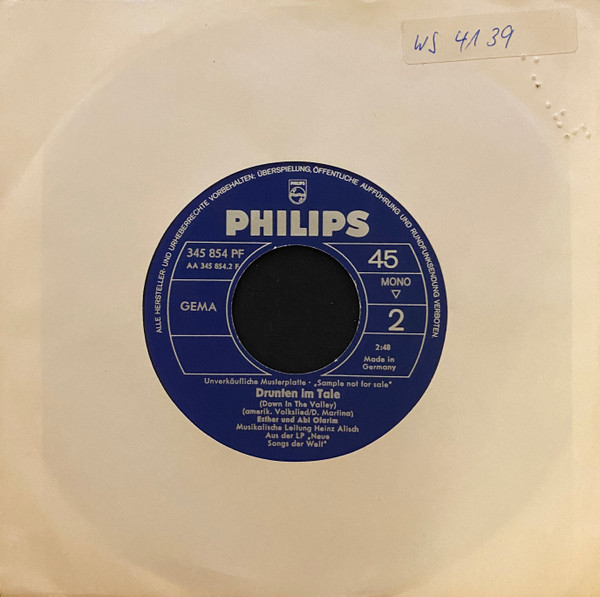 WS 4139
ALLE HERSTELLER- UND URHEBERRECHTE VORBEHALTEN; ÜBERSPIELUNG, ÖFFENTLICHE AUFFÜHRUNG UND RUNDFUNKSENDUNG VERBOTEN.
PHILIPS
PHILIPS
345 854 PF
AA 345 854.2 F
GEMA
45
MONO
2
2:48
Made in
Germany
Unverkäufliche Musterplatte · „Sample not for sale“
Drunten im Tale
(Down In The Valley)
(amerik. Volkslied/D. Martina)
Esther und Abi Ofarim
Musikalische Leitung Heinz Alisch
Aus der LP „Neue
Songs der Welt“